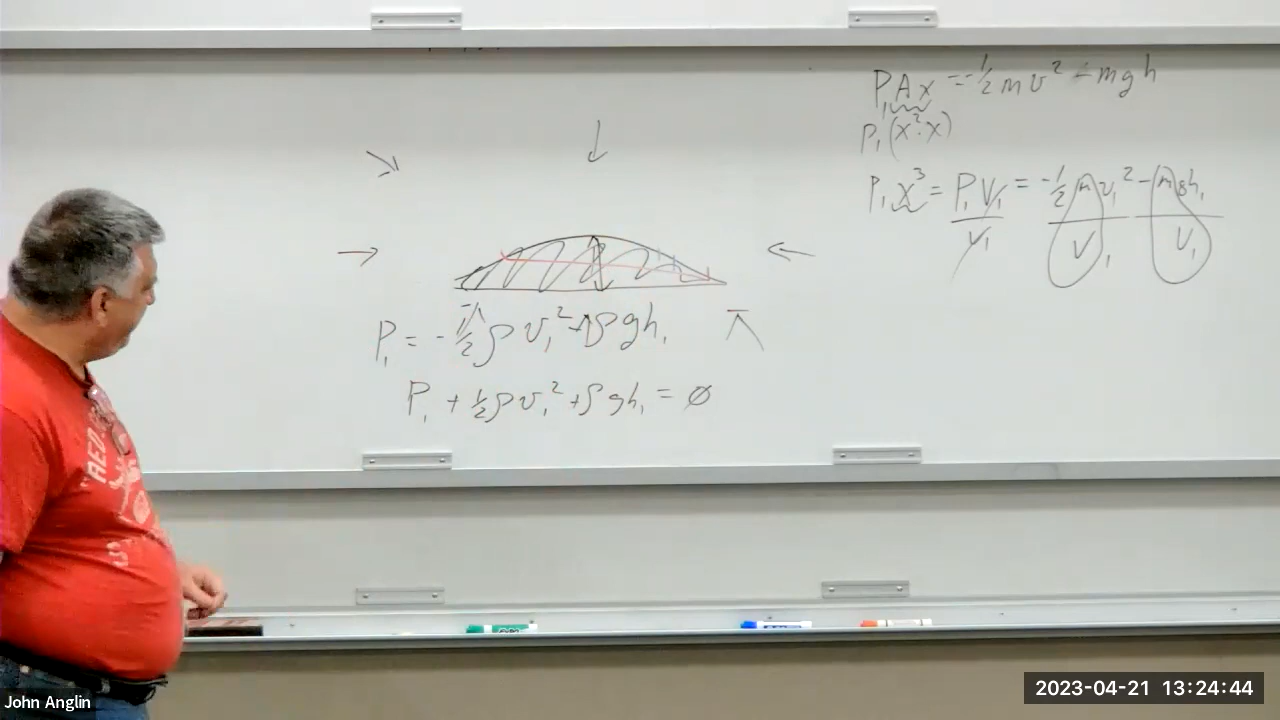 P₁Ax = -½mv² - mgh
P₁(x²·x)
P₁x³ = P₁V₁ = -½mv₁² - mgh₁
V₁ V₁ V₁
P₁ = -½ρv₁² - ρgh₁
P₁ + ½ρv₁² + ρgh₁ = ∅
EXPO
John Anglin
2023-04-21 13:24:44